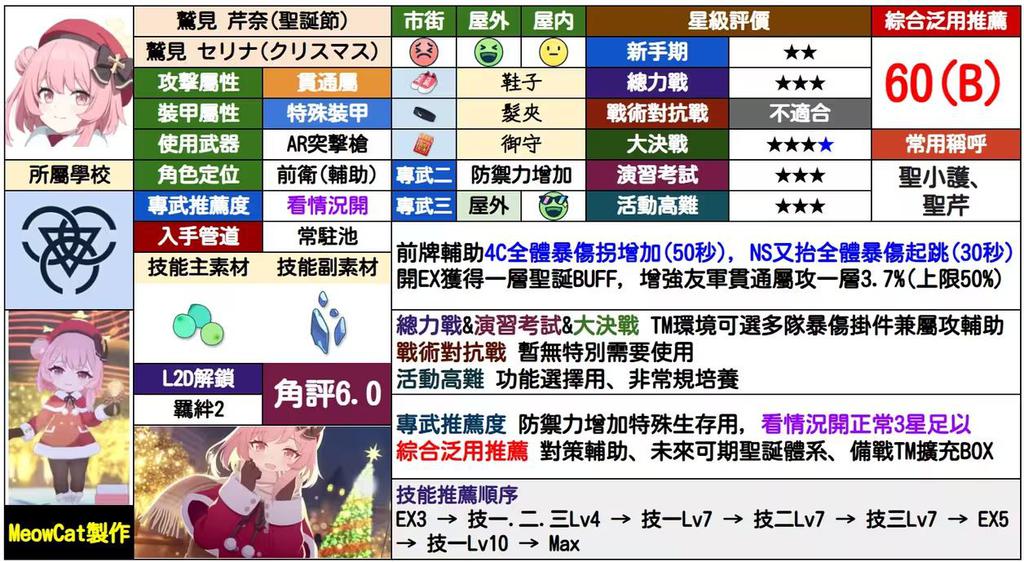 鷲見 芹奈(聖誕節)
鷲見 セリナ(クリスマス)
攻擊屬性 貫通屬
裝甲屬性 特殊裝甲
使用武器 AR突擊槍
所屬學校
角色定位 前衛(輔助)
專武推薦度 看情況開
入手管道 常駐池
技能主素材 技能副素材
L2D解鎖
羈絆2
角評6.0
MeowCat製作
市街 屋外 屋內
鞋子
髮夾
御守
專武二 防禦力增加
專武三 屋外
星級評價
新手期 ★★
總力戰 ★★★
戰術對抗戰 不適合
大決戰 ★★★★
演習考試 ★★★
活動高難 ★★★
綜合泛用推薦
60(B)
常用稱呼
聖小護、
聖芹
前牌輔助4C全體暴傷拐增加(50秒), NS又抬全體暴傷起跳(30秒)
開EX獲得一層聖誕BUFF, 增強友軍貫通屬攻一層3.7%(上限50%)
總力戰&演習考試&大決戰 TM環境可選多隊暴傷掛件兼屬攻輔助
戰術對抗戰 暫無特別需要使用
活動高難 功能選擇用、非常規培養
專武推薦度 防禦力增加特殊生存用, 看情況開正常3星足以
綜合泛用推薦 對策輔助、未來可期聖誕體系、備戰TM擴充BOX
技能推薦順序
EX3 → 技一.二.三Lv4 → 技一Lv7 → 技二Lv7 → 技三Lv7 → EX5
→ 技一Lv10 → Max